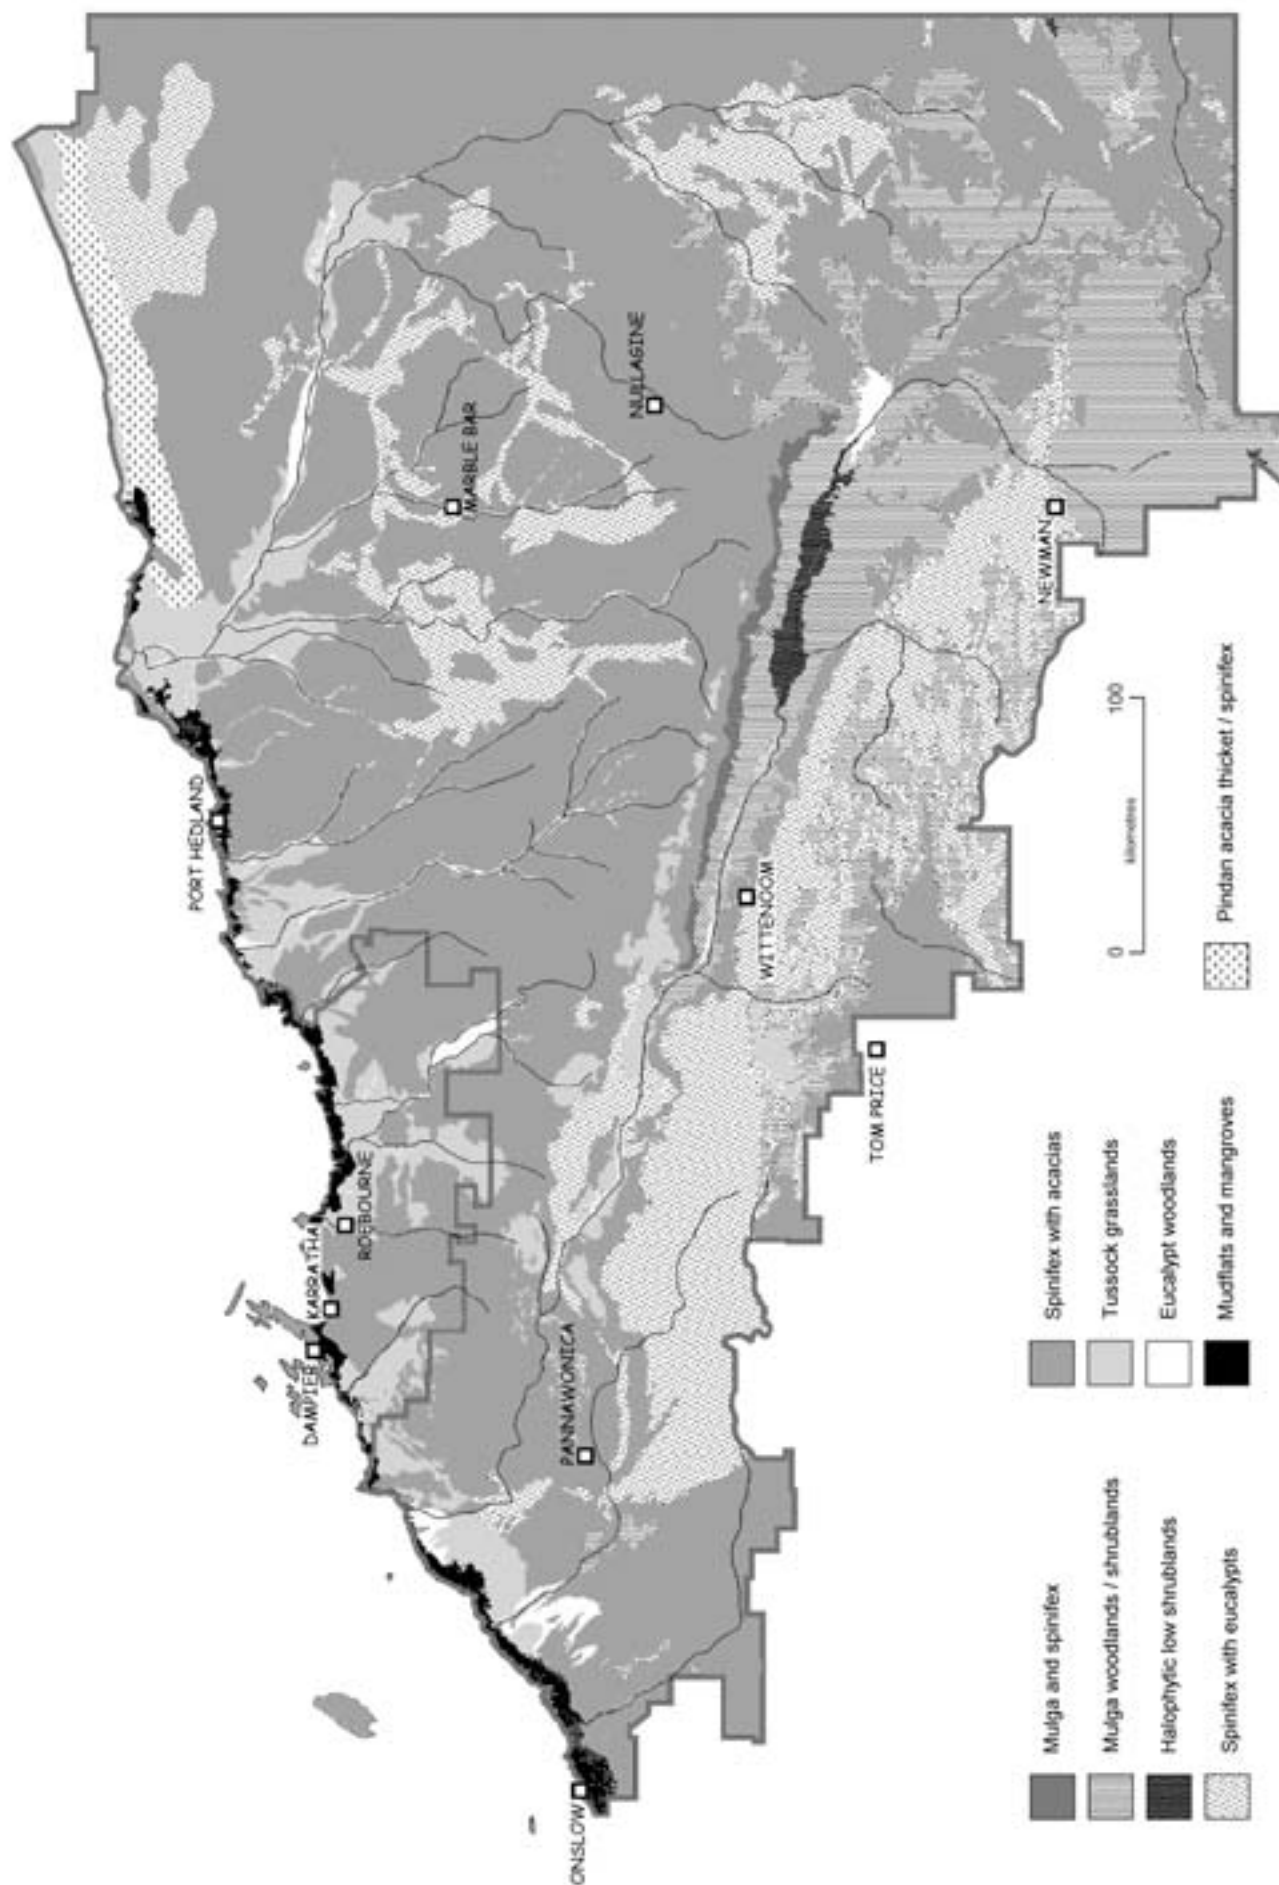 PORT HEDLAND
DAMPIER
KARRATHA
ROEBOURNE
MARBLE BAR
NULLAGINE
PANNAWONICA
ONSLOW
WITTENOOM
TOM PRICE
NEWMAN
Mulga and spinifex
Mulga woodlands / shrublands
Halophytic low shrublands
Spinifex with eucalypts
Spinifex with acacias
Tussock grasslands
Eucalypt woodlands
Mudflats and mangroves
0 100
kilometres
Pindan acacia thicket / spinifex